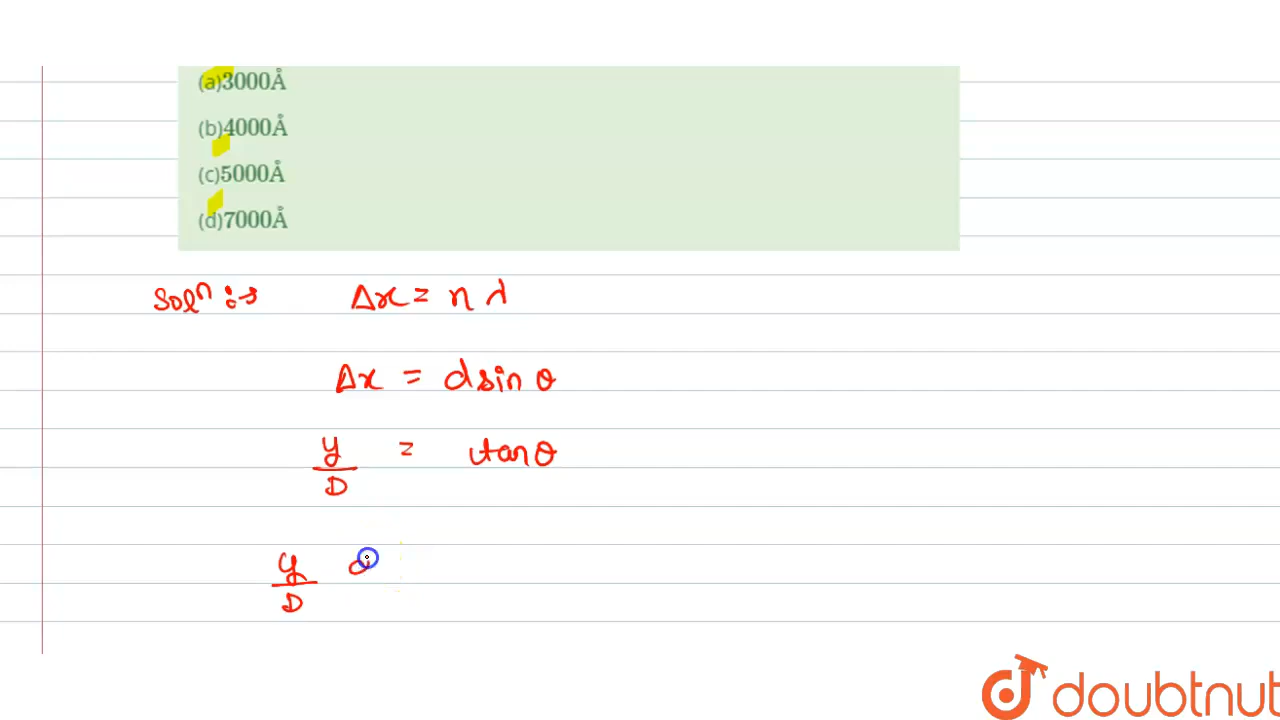 (a)3000Å
(b)4000Å
(c)5000Å
(d)7000Å
Solⁿ :→ Δx = n λ
Δx = d sin θ
y/D = tan θ
y/D d
doubtnut